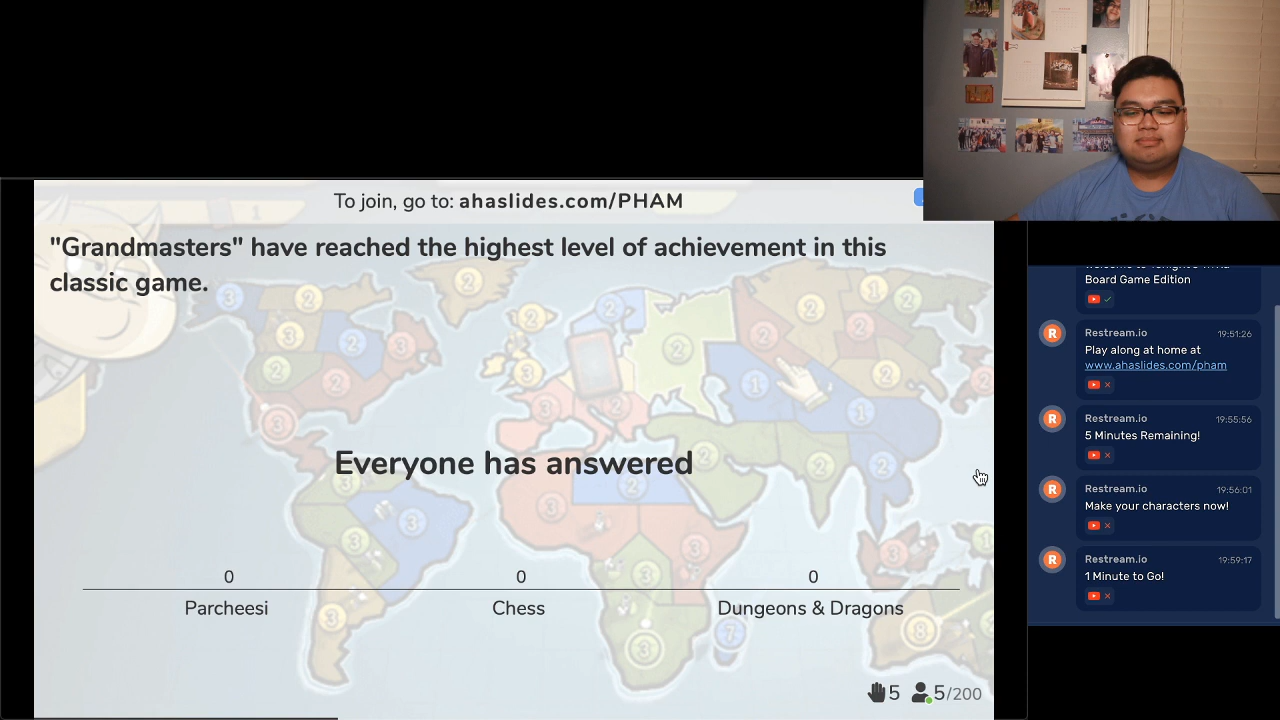 To join, go to: ahaslides.com/PHAM
"Grandmasters" have reached the highest level of achievement in this
classic game.
Everyone has answered
0 0 0
Parcheesi Chess Dungeons & Dragons
5 5/200
Board Game Edition
Restream.io 19:51:26
Play along at home at
www.ahaslides.com/pham
Restream.io 19:55:56
5 Minutes Remaining!
Restream.io 19:56:01
Make your characters now!
Restream.io 19:59:17
1 Minute to Go!